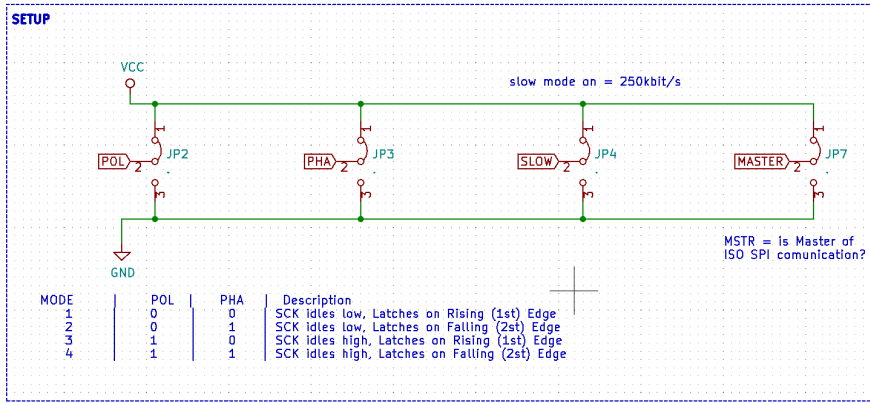 SETUP
VCC
slow mode on = 250kbit/s
1 1 1 1
POL 2 JP2 PHA 2 JP3 SLOW 2 JP4 MASTER 2 JP7
3 3 3 3
MSTR = is Master of
ISO SPI comunication?
GND
MODE | POL | PHA | Description
1 | 0 | 0 | SCK idles low, Latches on Rising (1st) Edge
2 | 0 | 1 | SCK idles low, Latches on Falling (2st) Edge
3 | 1 | 0 | SCK idles high, Latches on Rising (1st) Edge
4 | 1 | 1 | SCK idles high, Latches on Falling (2st) Edge